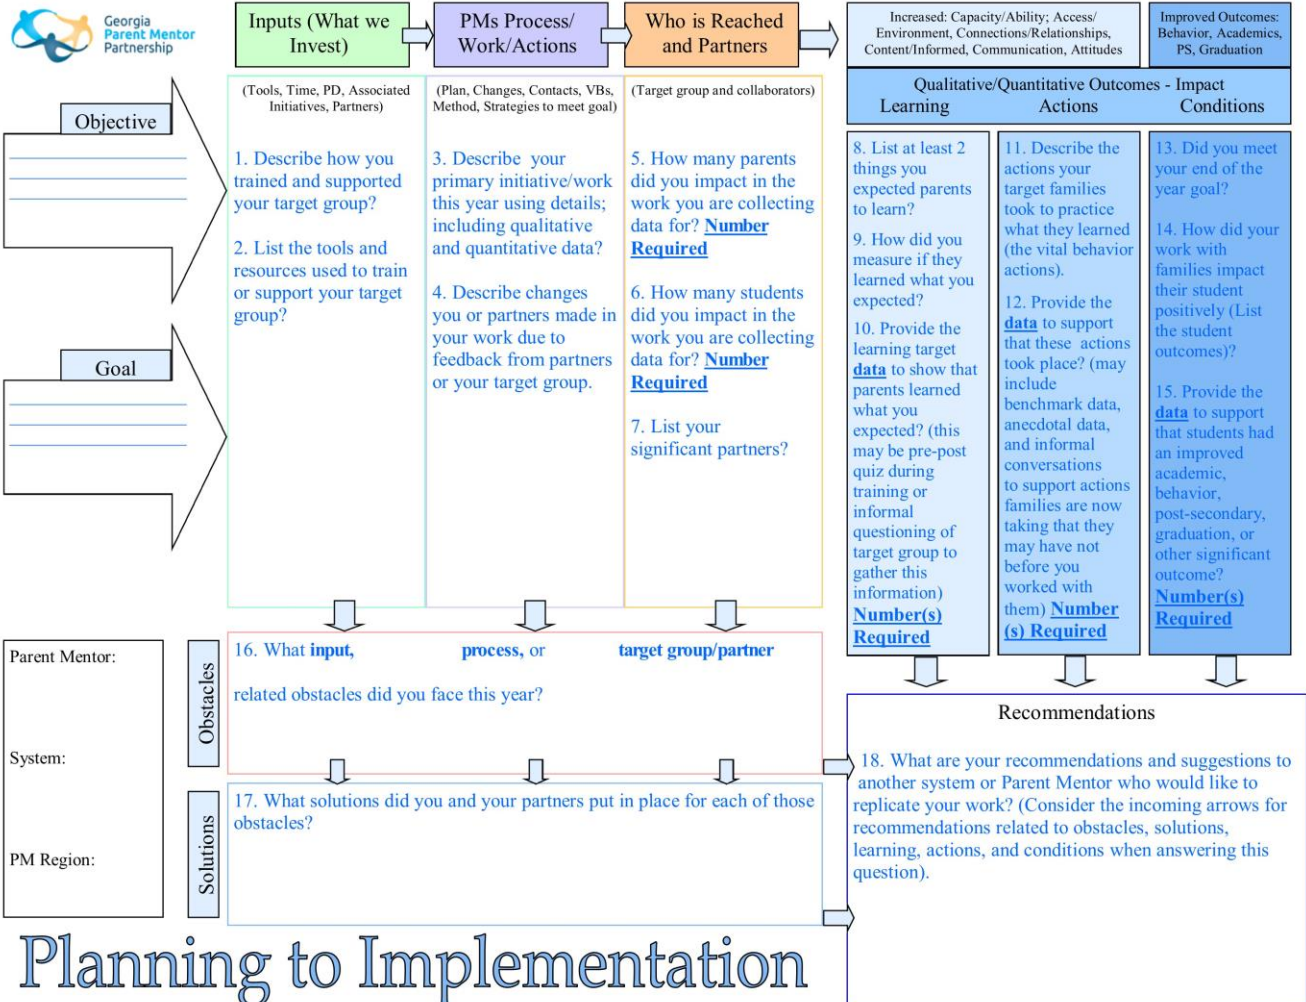 Georgia
Parent Mentor
Partnership
Inputs (What we
Invest)
PMs Process/
Work/Actions
Who is Reached
and Partners
Increased: Capacity/Ability; Access/
Environment, Connections/Relationships,
Content/Informed, Communication, Attitudes
Improved Outcomes:
Behavior, Academics,
PS, Graduation
Qualitative/Quantitative Outcomes - Impact
Learning
Actions
Conditions
Objective
Goal
(Tools, Time, PD, Associated
Initiatives, Partners)
1. Describe how you
trained and supported
your target group?
2. List the tools and
resources used to train
or support your target
group?
(Plan, Changes, Contacts, VBs,
Method, Strategies to meet goal)
3. Describe your
primary initiative/work
this year using details;
including qualitative
and quantitative data?
4. Describe changes
you or partners made in
your work due to
feedback from partners
or your target group.
(Target group and collaborators)
5. How many parents
did you impact in the
work you are collecting
data for? Number
Required
6. How many students
did you impact in the
work you are collecting
data for? Number
Required
7. List your
significant partners?
8. List at least 2
things you
expected parents
to learn?
9. How did you
measure if they
learned what you
expected?
10. Provide the
learning target
data to show that
parents learned
what you
expected? (this
may be pre-post
quiz during
training or
informal
questioning of
target group to
gather this
information)
Number(s)
Required
11. Describe the
actions your
target families
took to practice
what they learned
(the vital behavior
actions).
12. Provide the
data to support
that these actions
took place? (may
include
benchmark data,
anecdotal data,
and informal
conversations
to support actions
families are now
taking that they
may have not
before you
worked with
them) Number
(s) Required
13. Did you meet
your end of the
year goal?
14. How did your
work with
families impact
their student
positively (List
the student
outcomes)?
15. Provide the
data to support
that students had
an improved
academic,
behavior,
post-secondary,
graduation, or
other significant
outcome?
Number(s)
Required
Parent Mentor:
System:
PM Region:
Obstacles
16. What input, process, or target group/partner
related obstacles did you face this year?
Solutions
17. What solutions did you and your partners put in place for each of those
obstacles?
Recommendations
18. What are your recommendations and suggestions to
another system or Parent Mentor who would like to
replicate your work? (Consider the incoming arrows for
recommendations related to obstacles, solutions,
learning, actions, and conditions when answering this
question).
Planning to Implementation